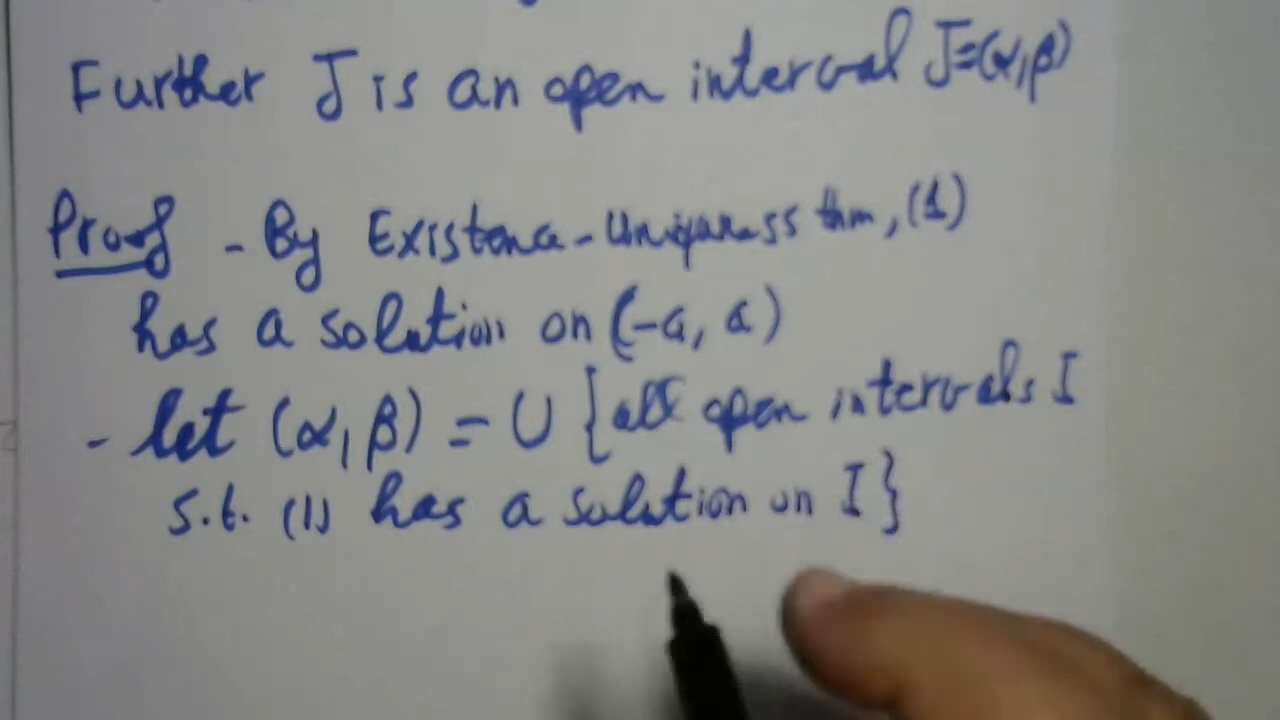 Further J is an open interval J=(α,β)
Proof - By Existence-Uniqueness thm, (1)
has a solution on (-a, a)
- let (α,β) = ∪ {all open intervals I
s.t. (1) has a solution on I}